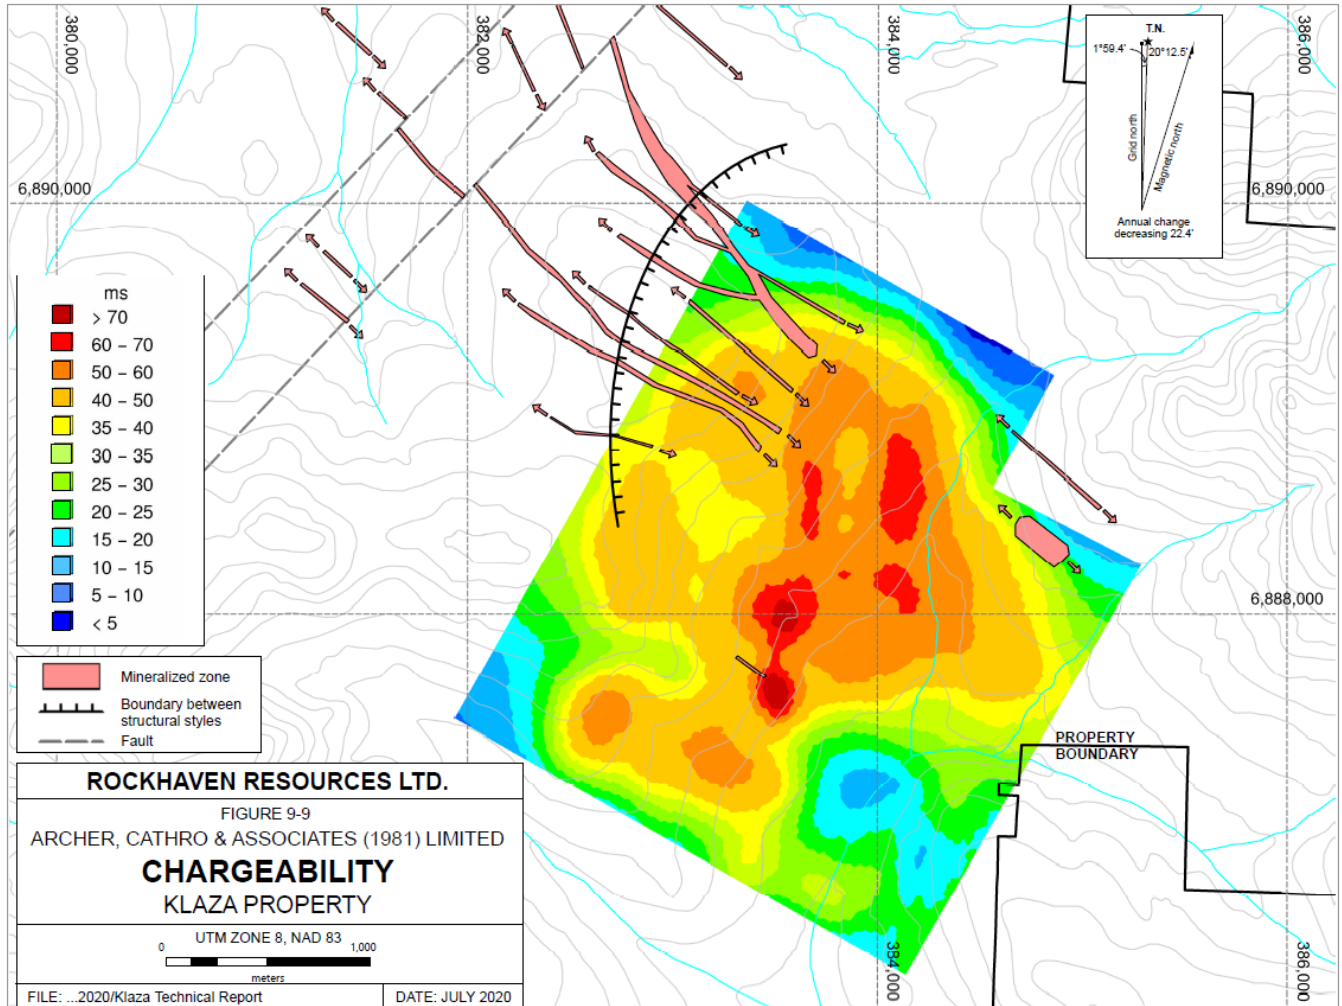 380,000
382,000
384,000
386,000
T.N.
1°59.4'
20°12.5'
Grid north
Magnetic north
Annual change
decreasing 22.4'
6,890,000
6,890,000
ms
> 70
60 – 70
50 – 60
40 – 50
35 – 40
30 – 35
25 – 30
20 – 25
15 – 20
10 – 15
5 – 10
< 5
6,888,000
Mineralized zone
Boundary between
structural styles
Fault
PROPERTY
BOUNDARY
ROCKHAVEN RESOURCES LTD.
FIGURE 9-9
ARCHER, CATHRO & ASSOCIATES (1981) LIMITED
CHARGEABILITY
KLAZA PROPERTY
UTM ZONE 8, NAD 83
0 1,000
meters
FILE: ...2020/Klaza Technical Report
DATE: JULY 2020
384,000
386,000